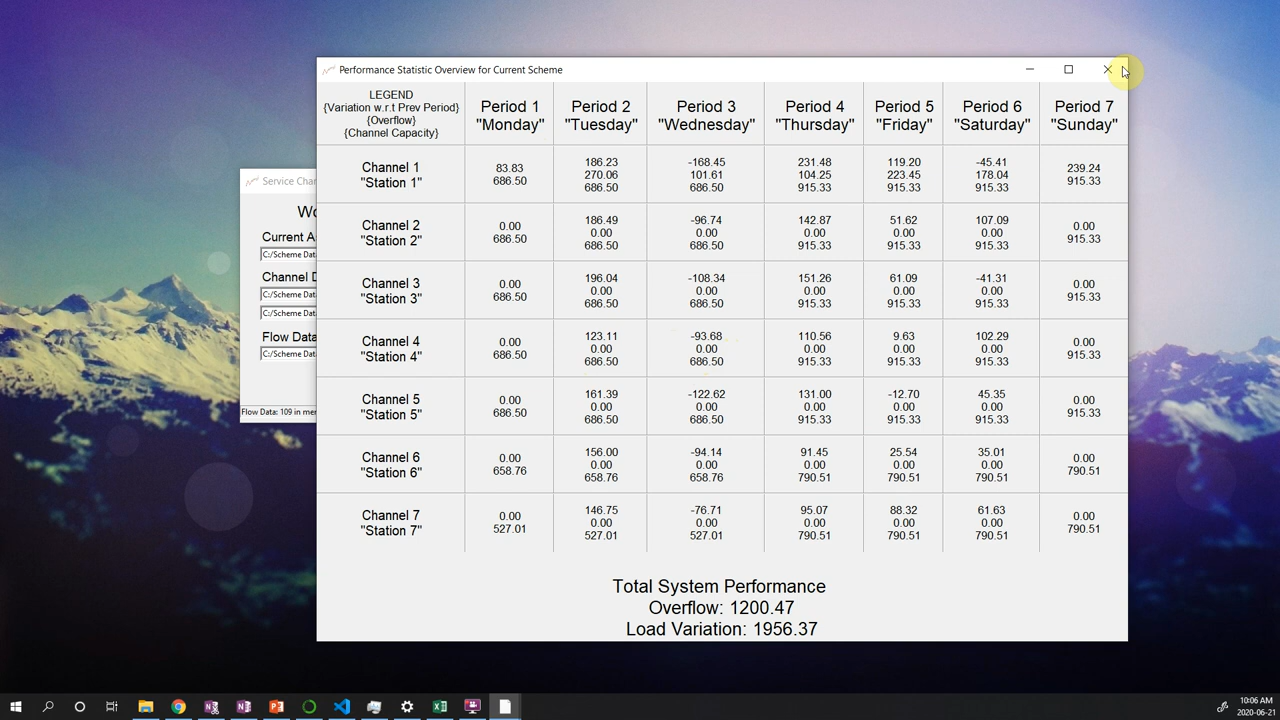 Performance Statistic Overview for Current Scheme
LEGEND
{Variation w.r.t Prev Period}
{Overflow}
{Channel Capacity}
Period 1
"Monday"
Period 2
"Tuesday"
Period 3
"Wednesday"
Period 4
"Thursday"
Period 5
"Friday"
Period 6
"Saturday"
Period 7
"Sunday"
Channel 1
"Station 1"
83.83
686.50
186.23
270.06
686.50
-168.45
101.61
686.50
231.48
104.25
915.33
119.20
223.45
915.33
-45.41
178.04
915.33
239.24
915.33
Channel 2
"Station 2"
0.00
686.50
186.49
0.00
686.50
-96.74
0.00
686.50
142.87
0.00
915.33
51.62
0.00
915.33
107.09
0.00
915.33
0.00
915.33
Channel 3
"Station 3"
0.00
686.50
196.04
0.00
686.50
-108.34
0.00
686.50
151.26
0.00
915.33
61.09
0.00
915.33
-41.31
0.00
915.33
0.00
915.33
Channel 4
"Station 4"
0.00
686.50
123.11
0.00
686.50
-93.68
0.00
686.50
110.56
0.00
915.33
9.63
0.00
915.33
102.29
0.00
915.33
0.00
915.33
Channel 5
"Station 5"
0.00
686.50
161.39
0.00
686.50
-122.62
0.00
686.50
131.00
0.00
915.33
-12.70
0.00
915.33
45.35
0.00
915.33
0.00
915.33
Channel 6
"Station 6"
0.00
658.76
156.00
0.00
658.76
-94.14
0.00
658.76
91.45
0.00
790.51
25.54
0.00
790.51
35.01
0.00
790.51
0.00
790.51
Channel 7
"Station 7"
0.00
527.01
146.75
0.00
527.01
-76.71
0.00
527.01
95.07
0.00
790.51
88.32
0.00
790.51
61.63
0.00
790.51
0.00
790.51
Total System Performance
Overflow: 1200.47
Load Variation: 1956.37
Service Cha
Wo
Current A
C:/Scheme Dat
Channel D
C:/Scheme Dat
C:/Scheme Dat
Flow Data
C:/Scheme Dat
Flow Data: 109 in me
10:06 AM
2020-06-21